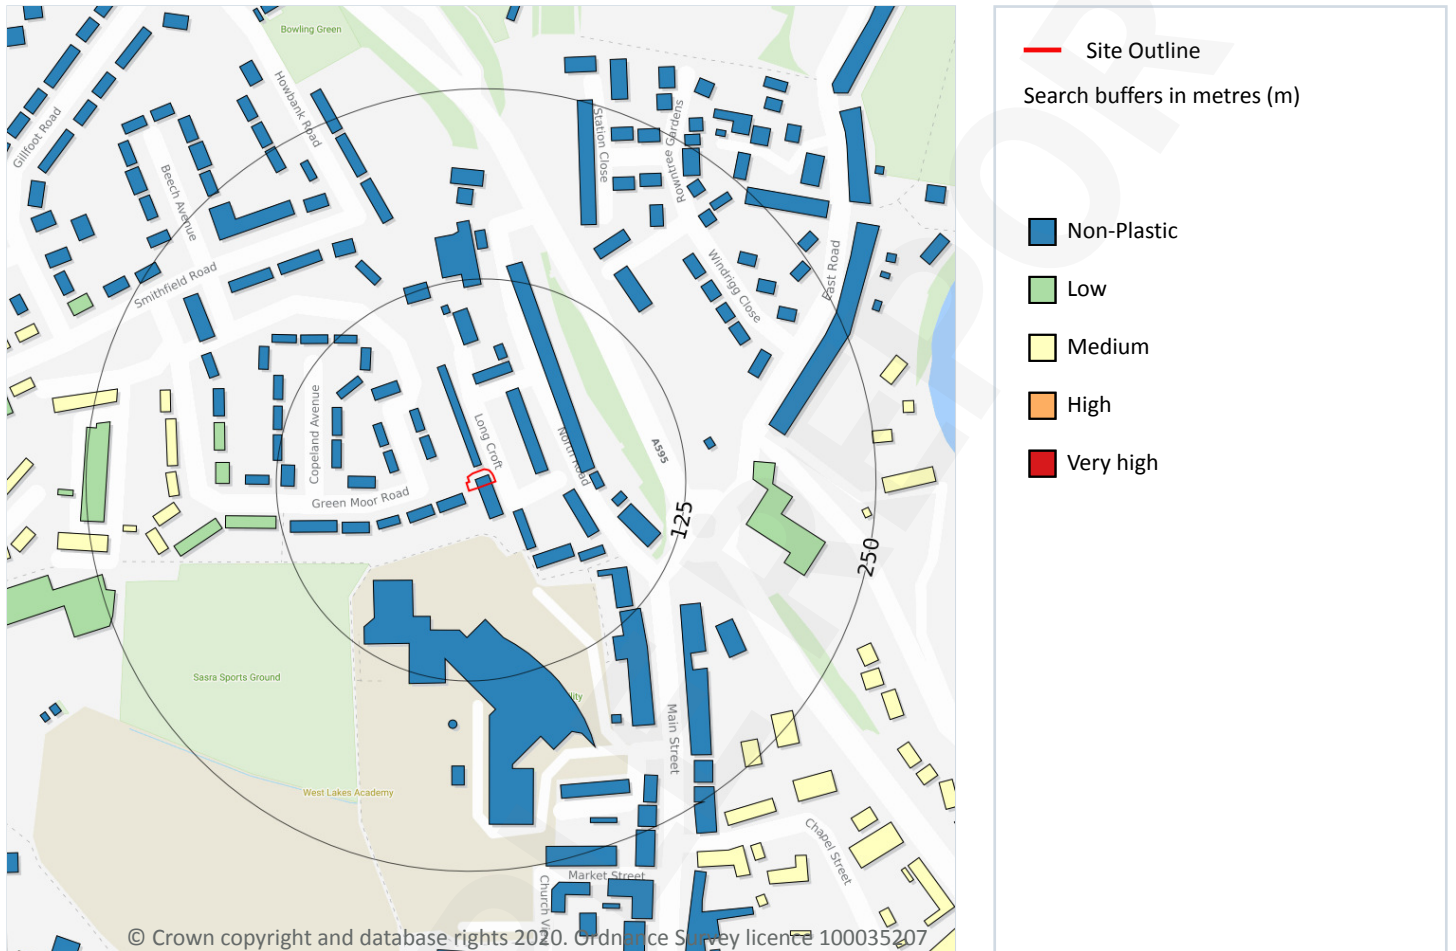 Bowling Green
Howbank Road
Gillfoot Road
Beech Avenue
Smithfield Road
Station Close
Rowntree Gardens
Windrigg Close
East Road
Copeland Avenue
Long Croft
North Road
A595
Green Moor Road
125
250
Sasra Sports Ground
Main Street
West Lakes Academy
Chapel Street
Market Street
Church View
© Crown copyright and database rights 2020. Ordnance Survey licence 100035207
Site Outline
Search buffers in metres (m)
Non-Plastic
Low
Medium
High
Very high